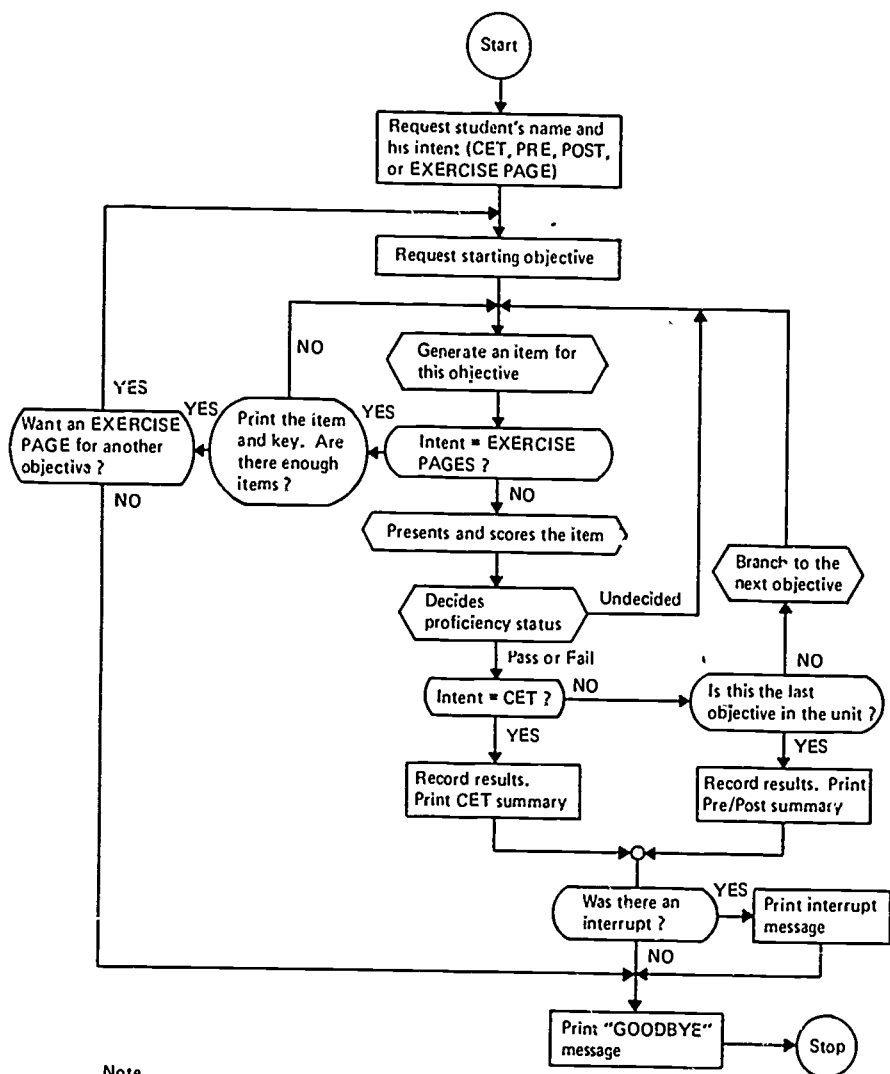 Start
Request student's name and
his intent (CET, PRE, POST,
or EXERCISE PAGE)
Request starting objective
NO
Generate an item for
this objective
YES
YES
YES
Want an EXERCISE
PAGE for another
objective ?
Print the item
and key. Are
there enough
items ?
Intent = EXERCISE
PAGES ?
NO
NO
Presents and scores the item
Branch to the
next objective
Decides
proficiency status
Undecided
Pass or Fail
NO
Intent = CET ?
NO
Is this the last
objective in the unit ?
YES
YES
Record results.
Print CET summary
Record results. Print
Pre/Post summary
Was there an
interrupt ?
YES
Print interrupt
message
NO
Print "GOODBYE"
message
Stop
Note